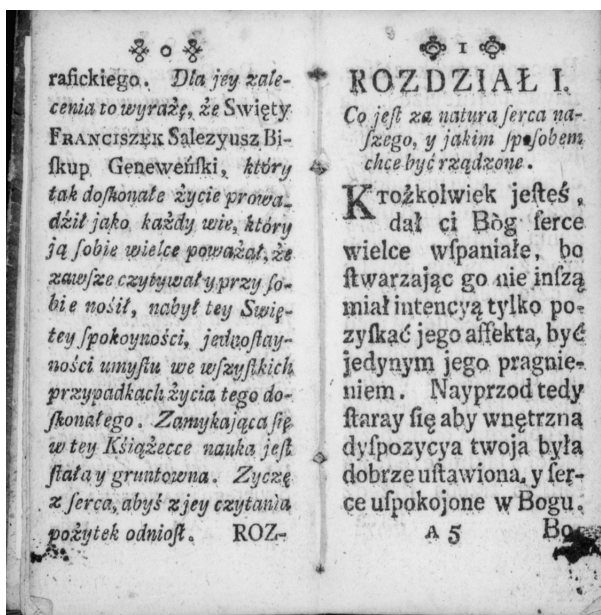 0
rafickiego. Dla jey zale-
cenia to wyrażę, że Swięty
FRANCISZEK Salezyusz Bi-
ſkup Geneweńſki, który
tak doſkonałe życie prowa-
dził jako każdy wie, który
ją ſobie wielce poważał, że
zawſze czytywał y przy ſo-
bie noſił, nabył tey Swię-
tey ſpokoyności, jednoſtay-
ności umyſłu we wſzyſtkich
przypadkach życia tego do-
ſkonałego. Zamykająca ſię
w tey Kſiążecce nauka jeſt
ſtała y gruntowna. Zyczę
z ſerca, abyś z jey czytania
pożytek odnioſł. ROZ-
1
ROZDZIAŁ I.
Co jeſt za natura ſerca na-
ſzego, y jakim ſpoſobem
chce być rządzone.
KTożkolwiek jeſteś,
dał ci Bòg ſerce
wielce wſpaniałe, bo
ſtwarzając go nie inſzą
miał intencyą tylko po-
zyſkać jego affekta, być
jedynym jego pragnie-
niem. Nayprzod tedy
ſtaray ſię aby wnętrzna
dyſpozycya twoja była
dobrze uſtawiona, y ſer-
ce uſpokojone w Bogu.
A 5 Bo-